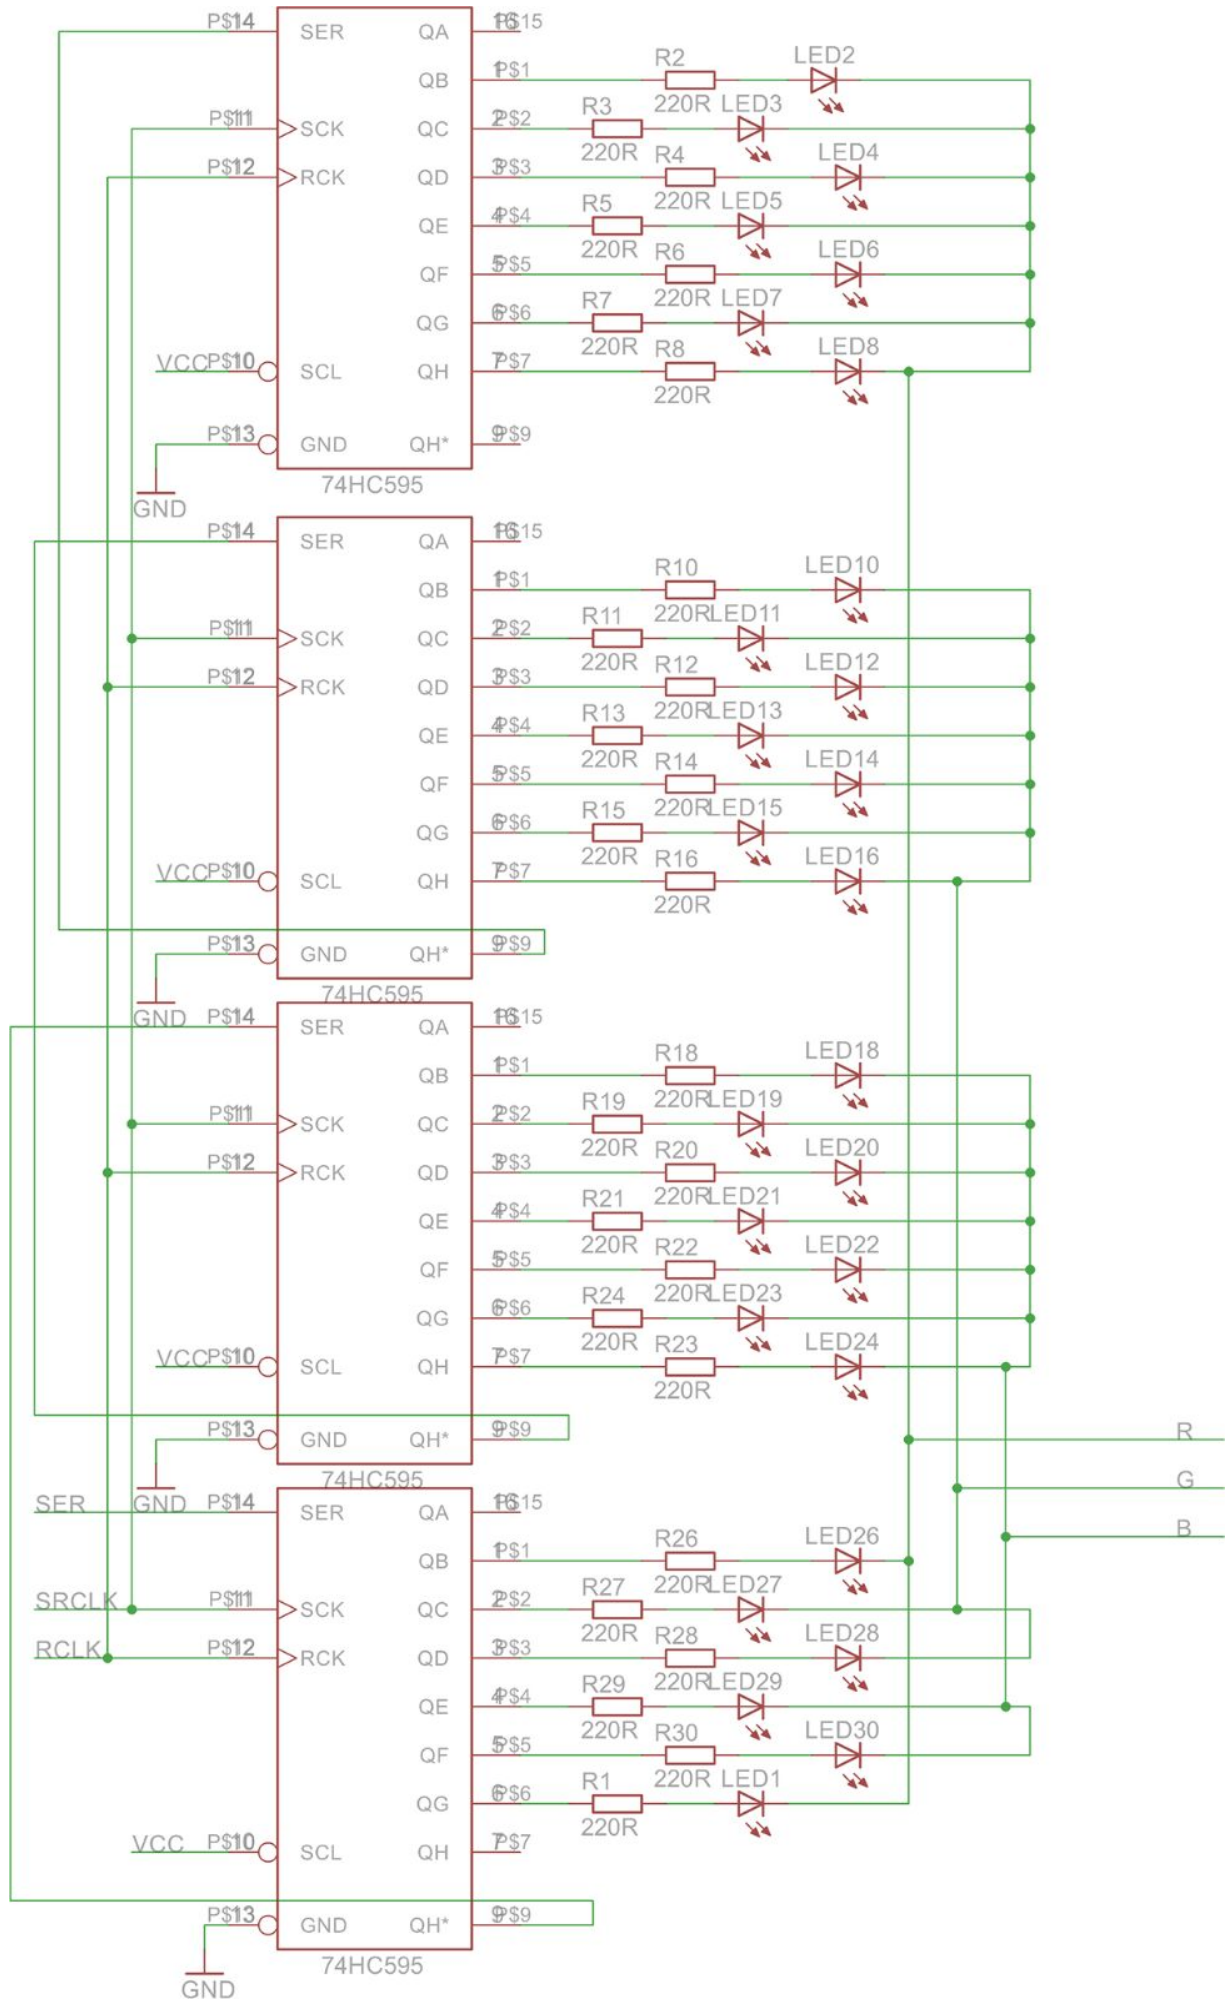 P$14 SER QA 16 P$15
R2 LED2
QB 1 P$1
220R
R3 LED3
P$11 SCK QC 2 P$2
220R
R4 LED4
P$12 RCK QD 3 P$3
220R
R5 LED5
QE 4 P$4
220R
R6 LED6
QF 5 P$5
220R
R7 LED7
QG 6 P$6
220R
R8 LED8
VCC P$10 SCL QH 7 P$7
220R
P$13 GND QH* 9 P$9
74HC595
GND
P$14 SER QA 16 P$15
R10 LED10
QB 1 P$1
220R
R11 LED11
P$11 SCK QC 2 P$2
220R
R12 LED12
P$12 RCK QD 3 P$3
220R
R13 LED13
QE 4 P$4
220R
R14 LED14
QF 5 P$5
220R
R15 LED15
QG 6 P$6
220R
R16 LED16
VCC P$10 SCL QH 7 P$7
220R
P$13 GND QH* 9 P$9
74HC595
GND
P$14 SER QA 16 P$15
R18 LED18
QB 1 P$1
220R
R19 LED19
P$11 SCK QC 2 P$2
220R
R20 LED20
P$12 RCK QD 3 P$3
220R
R21 LED21
QE 4 P$4
220R
R22 LED22
QF 5 P$5
220R
R24 LED23
QG 6 P$6
220R
R23 LED24
VCC P$10 SCL QH 7 P$7
220R
P$13 GND QH* 9 P$9
R
74HC595
G
GND
SER P$14 SER QA 16 P$15
B
R26 LED26
QB 1 P$1
220R
R27 LED27
SRCLK P$11 SCK QC 2 P$2
220R
R28 LED28
RCLK P$12 RCK QD 3 P$3
220R
R29 LED29
QE 4 P$4
220R
R30 LED30
QF 5 P$5
220R
R1 LED1
QG 6 P$6
220R
VCC P$10 SCL QH 7 P$7
P$13 GND QH* 9 P$9
74HC595
GND